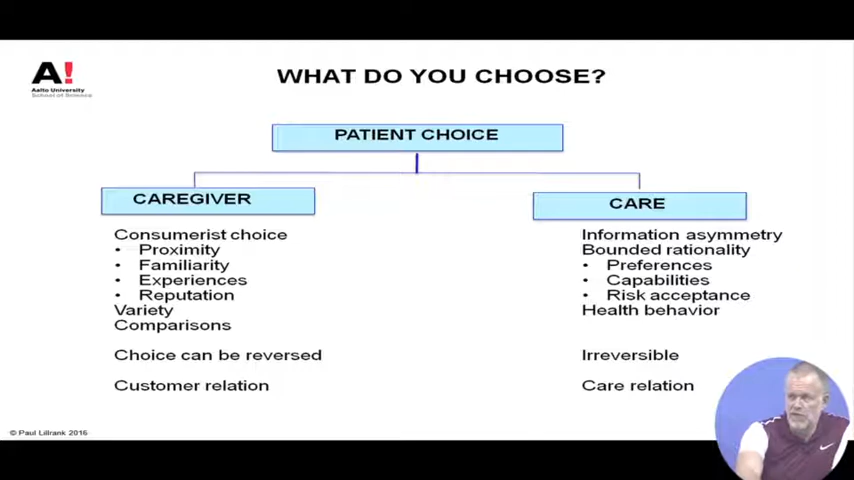 A!
Aalto University
School of Science
WHAT DO YOU CHOOSE?
PATIENT CHOICE
CAREGIVER
Consumerist choice
• Proximity
• Familiarity
• Experiences
• Reputation
Variety
Comparisons
Choice can be reversed
Customer relation
CARE
Information asymmetry
Bounded rationality
• Preferences
• Capabilities
• Risk acceptance
Health behavior
Irreversible
Care relation
© Paul Lillrank 2016